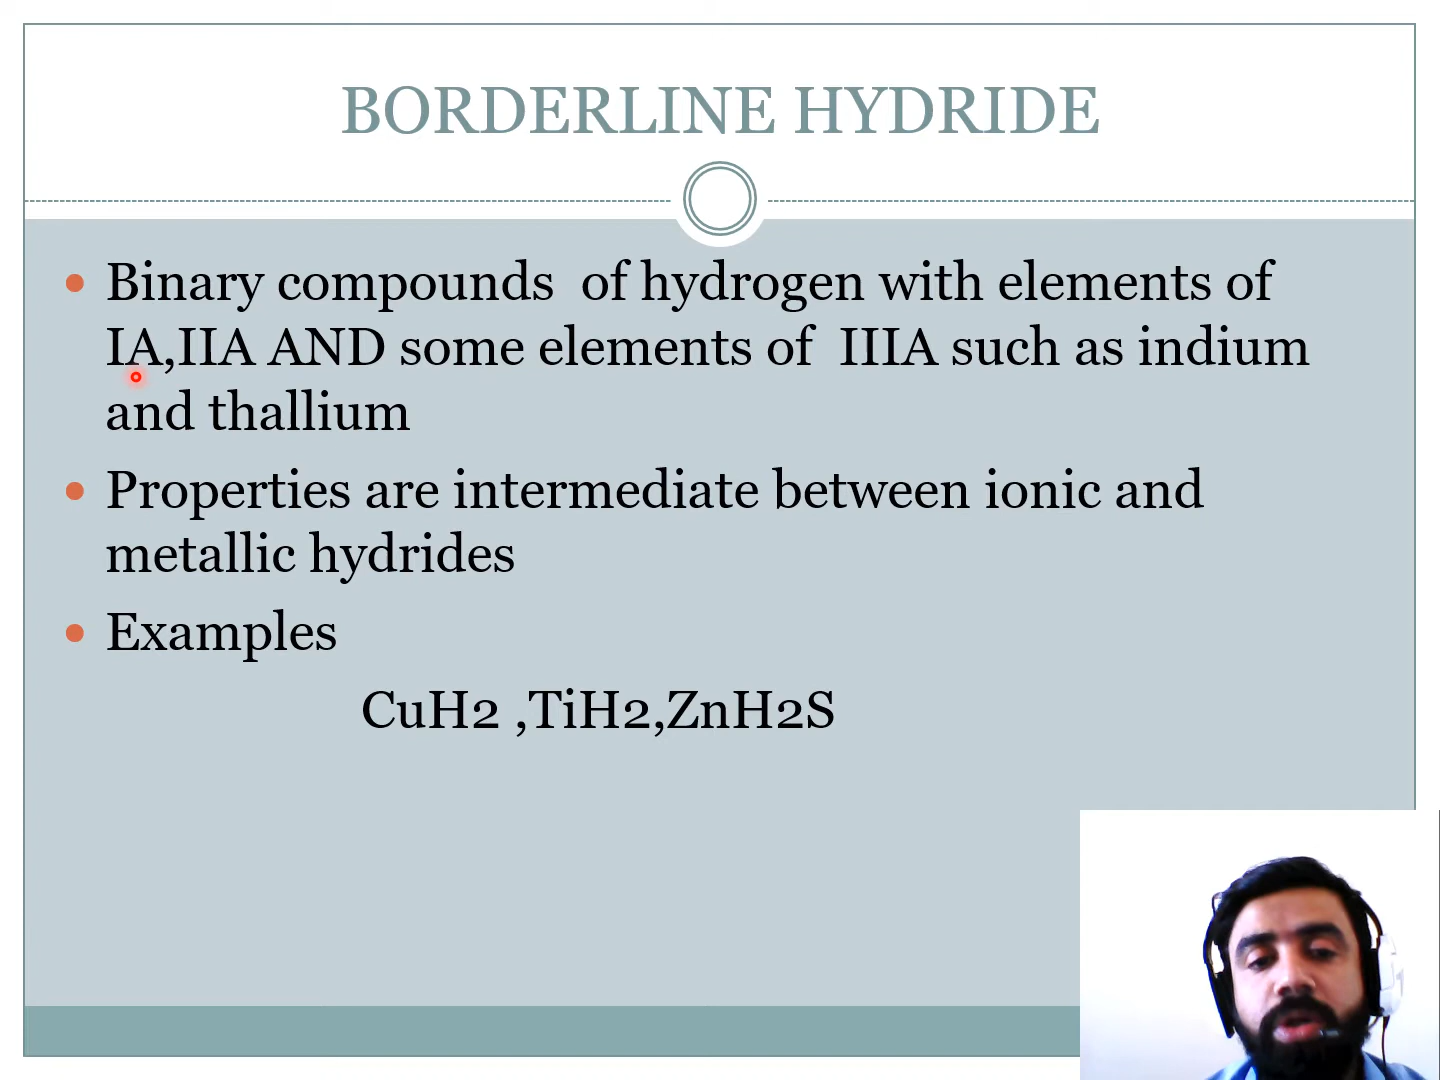 BORDERLINE HYDRIDE
Binary compounds of hydrogen with elements of
IA,IIA AND some elements of IIIA such as indium
and thallium
Properties are intermediate between ionic and
metallic hydrides
Examples
CuH2 ,TiH2,ZnH2S